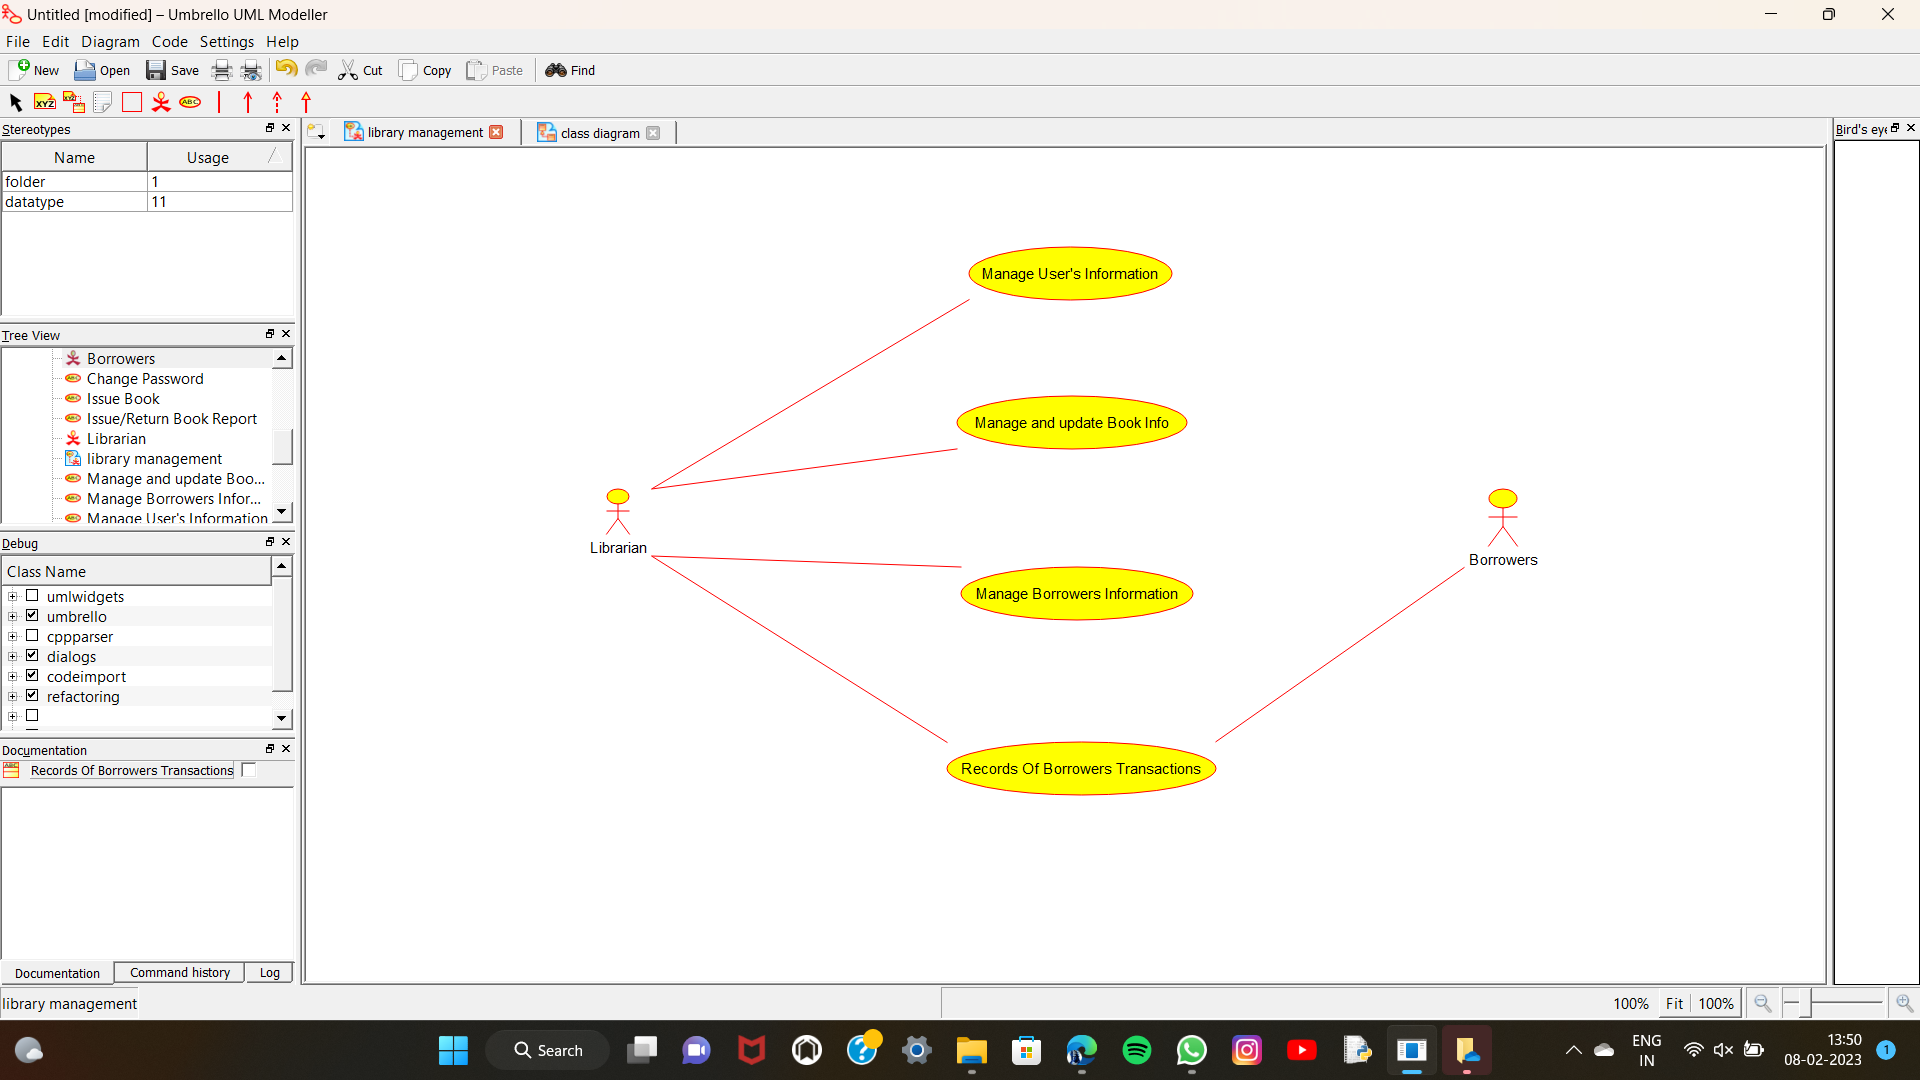 Untitled [modified] – Umbrello UML Modeller
File Edit Diagram Code Settings Help
New Open Save Cut Copy Paste Find
XYZ XYZ ABC
Stereotypes
Name Usage
folder 1
datatype 11
Tree View
Borrowers
Change Password
Issue Book
Issue/Return Book Report
Librarian
library management
Manage and update Boo...
Manage Borrowers Infor...
Manage User's Information
Debug
Class Name
umlwidgets
umbrello
cppparser
dialogs
codeimport
refactoring
Documentation
Records Of Borrowers Transactions
Documentation Command history Log
library management class diagram
Manage User's Information
Manage and update Book Info
Librarian
Manage Borrowers Information
Borrowers
Records Of Borrowers Transactions
Bird's eye
library management
100% Fit 100%
Search
ENG
IN
13:50
08-02-2023
1